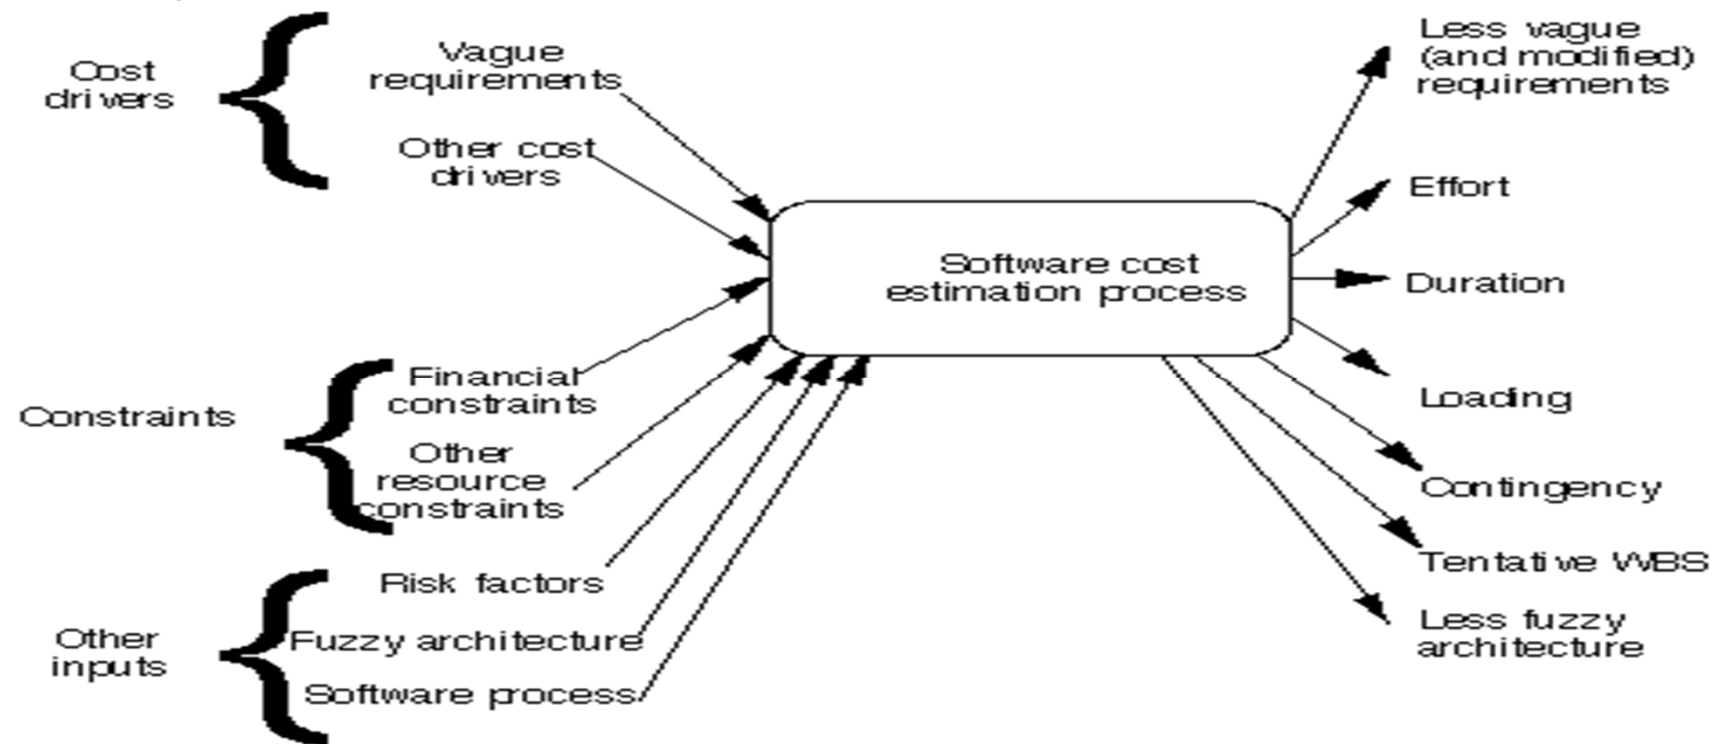 Cost
drivers
Vague
requirements
Other cost
drivers
Constraints
Financial
constraints
Other
resource
constraints
Other
inputs
Risk factors
Fuzzy architecture
Software process
Software cost
estimation process
Less vague
(and modified)
requirements
Effort
Duration
Loading
Contingency
Tentative WBS
Less fuzzy
architecture